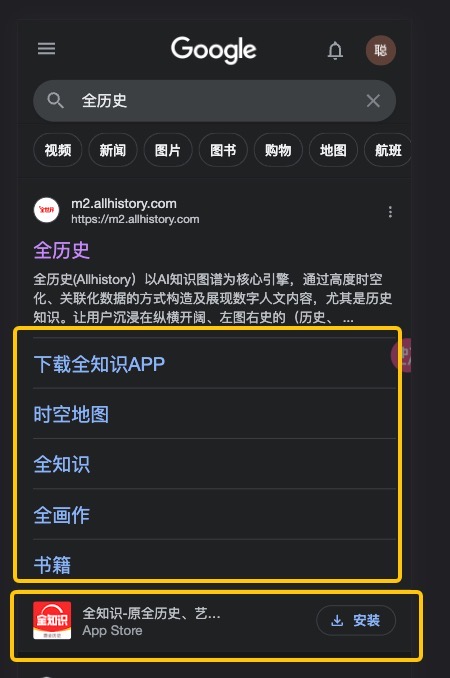 Google
聪
全历史
视频
新闻
图片
图书
购物
地图
航班
m2.allhistory.com
https://m2.allhistory.com
全历史
全历史(Allhistory）以AI知识图谱为核心引擎，通过高度时空
化、关联化数据的方式构造及展现数字人文内容，尤其是历史
知识。让用户沉浸在纵横开阔、左图右史的（历史、 ...
下载全知识APP
时空地图
全知识
全画作
书籍
全知识
全知识-原全历史、艺...
App Store
安装